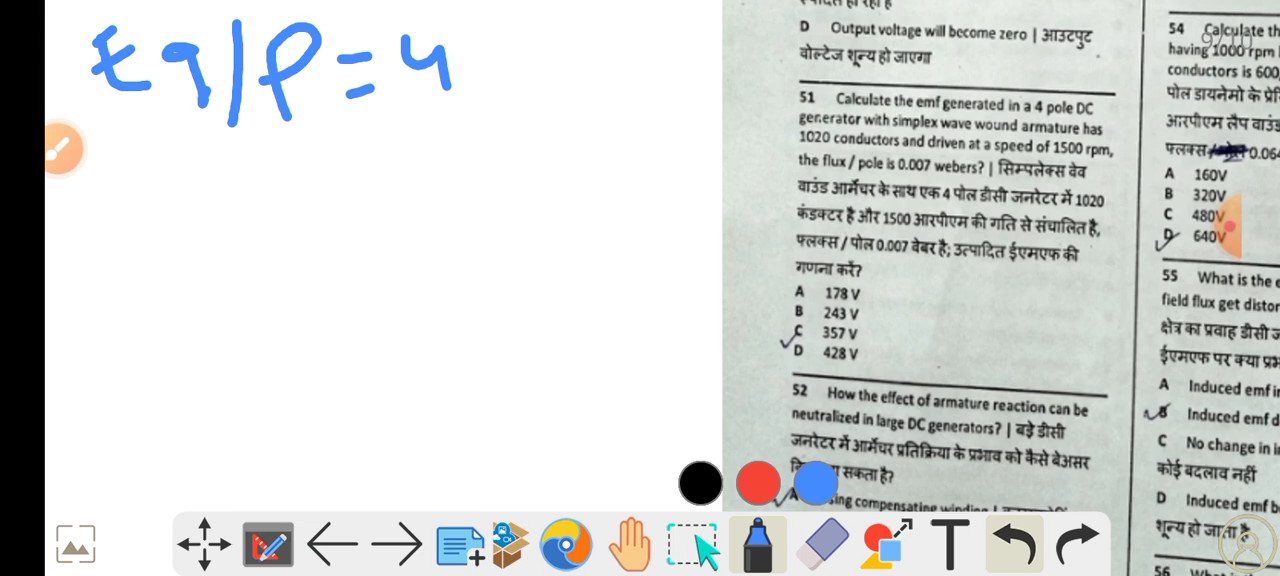 Eg/P=4
D Output voltage will become zero | आउटपुट
वोल्टेज शून्य हो जाएगा
51 Calculate the emf generated in a 4 pole DC
generator with simplex wave wound armature has
1020 conductors and driven at a speed of 1500 rpm,
the flux / pole is 0.007 webers? | सिम्पलेक्स वेव
वाउंड आर्मेचर के साथ एक 4 पोल डीसी जनरेटर में 1020
कंडक्टर है और 1500 आरपीएम की गति से संचालित है,
फ्लक्स / पोल 0.007 वेबर है; उत्पादित ईएमएफ की
गणना करें?
A 178 V
B 243 V
C 357 V
D 428 V
52 How the effect of armature reaction can be
neutralized in large DC generators? | बड़े डीसी
जनरेटर में आर्मेचर प्रतिक्रिया के प्रभाव को कैसे बेअसर
सकता है?
A compensating winding |
54 Calculate
having 1000 rpm
conductors is 600
पोल डायनेमो के
आरपीएम लैप
फ्लक्स 0.064
A 160V
B 320V
C 480V
D 640V
55 What is the
field flux get
क्षेत्र का प्रवाह डीसी
ईएमएफ पर क्या
A Induced emf
B Induced emf
C No change in
कोई बदलाव नहीं
D Induced emf
शून्य हो जाता है
56
T